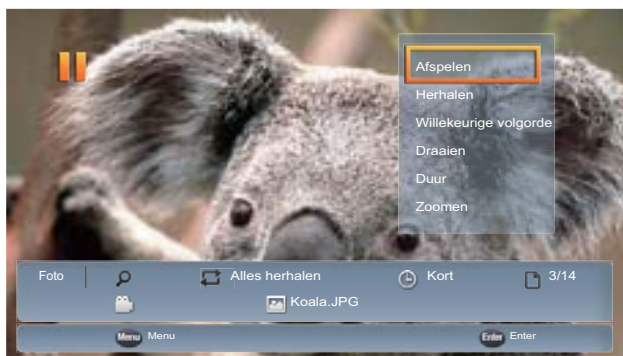 Afspelen
Herhalen
Willekeurige volgorde
Draaien
Duur
Zoomen
Foto Alles herhalen Kort 3/14
Koala.JPG
Menu Menu Enter Enter